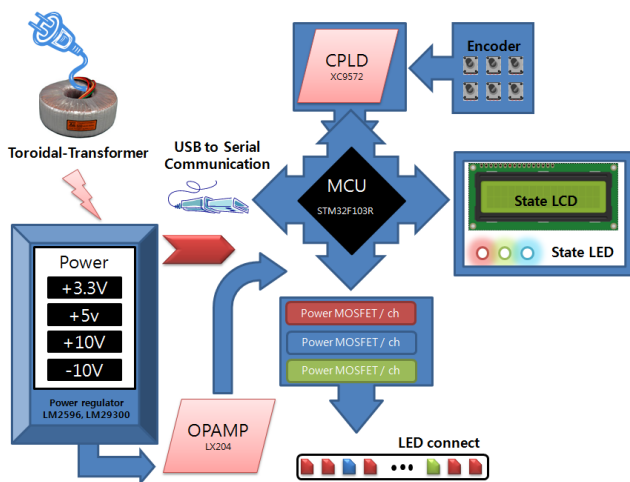 CPLD
XC9572
Encoder
Toroidal-Transformer
USB to Serial
Communication
MCU
STM32F103R
State LCD
State LED
Power
+3.3V
+5v
+10V
-10V
Power regulator
LM2596, LM29300
Power MOSFET / ch
Power MOSFET / ch
Power MOSFET / ch
OPAMP
LX204
LED connect